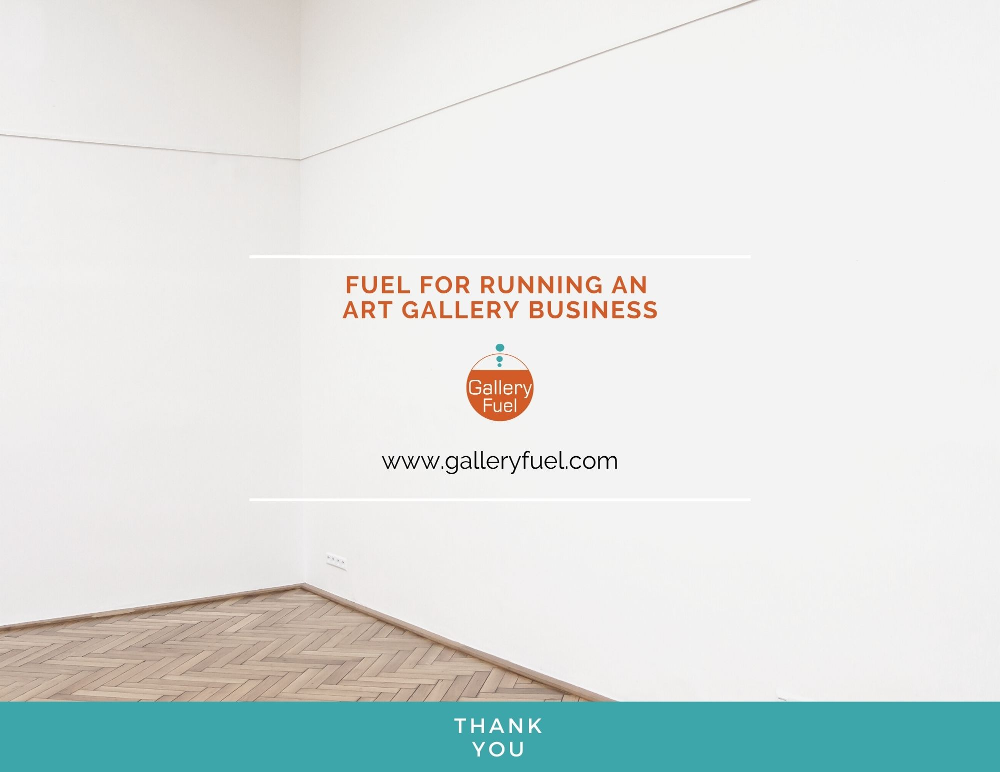 FUEL FOR RUNNING AN
ART GALLERY BUSINESS
Gallery
Fuel
www.galleryfuel.com
THANK
YOU